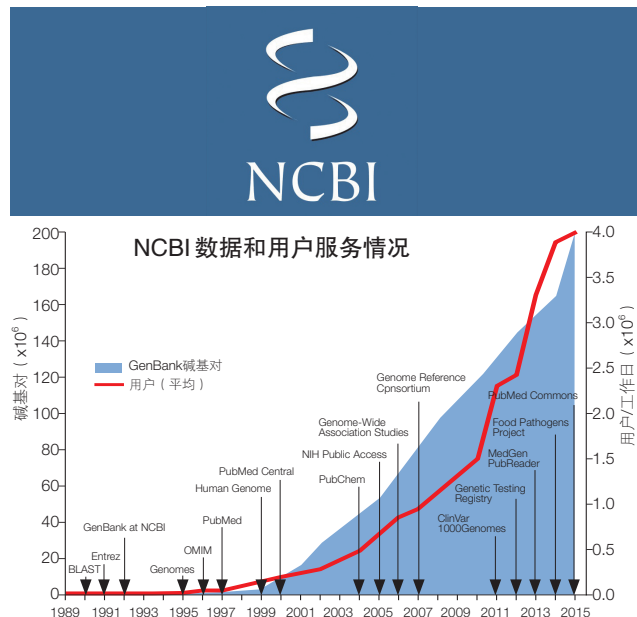 NCBI
NCBI 数据和用户服务情况
碱基对（x10⁶）
200
180
160
140
120
100
80
60
40
20
0
GenBank碱基对
用户（平均）
BLAST
Entrez
GenBank at NCBI
Genomes
OMIM
PubMed
Human Genome
PubMed Central
PubChem
NIH Public Access
Genome-Wide
Association Studies
Genome Reference
Cpnsortium
ClinVar
1000Genomes
Genetic Testing
Registry
MedGen
PubReader
Food Pathogens
Project
PubMed Commons
4.0
3.5
3.0
2.5
2.0
1.5
1.0
0.5
0.0
用户/工作日（x10⁶）
1989 1991 1993 1995 1997 1999 2001 2003 2005 2007 2009 2011 2013 2015